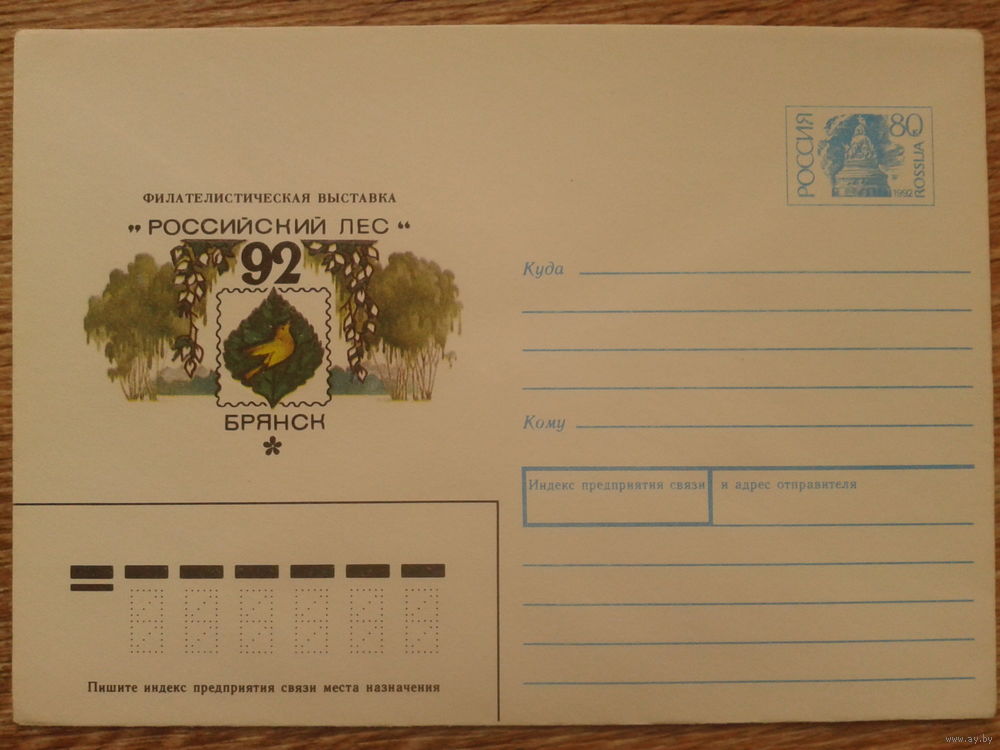 ФИЛАТЕЛИСТИЧЕСКАЯ ВЫСТАВКА
„РОССИЙСКИЙ ЛЕС“
92
БРЯНСК
*
РОССИЯ
80к
1992
ROSSIJA
Куда
Кому
Индекс предприятия связи и адрес отправителя
Пишите индекс предприятия связи места назначения
www.ay.by